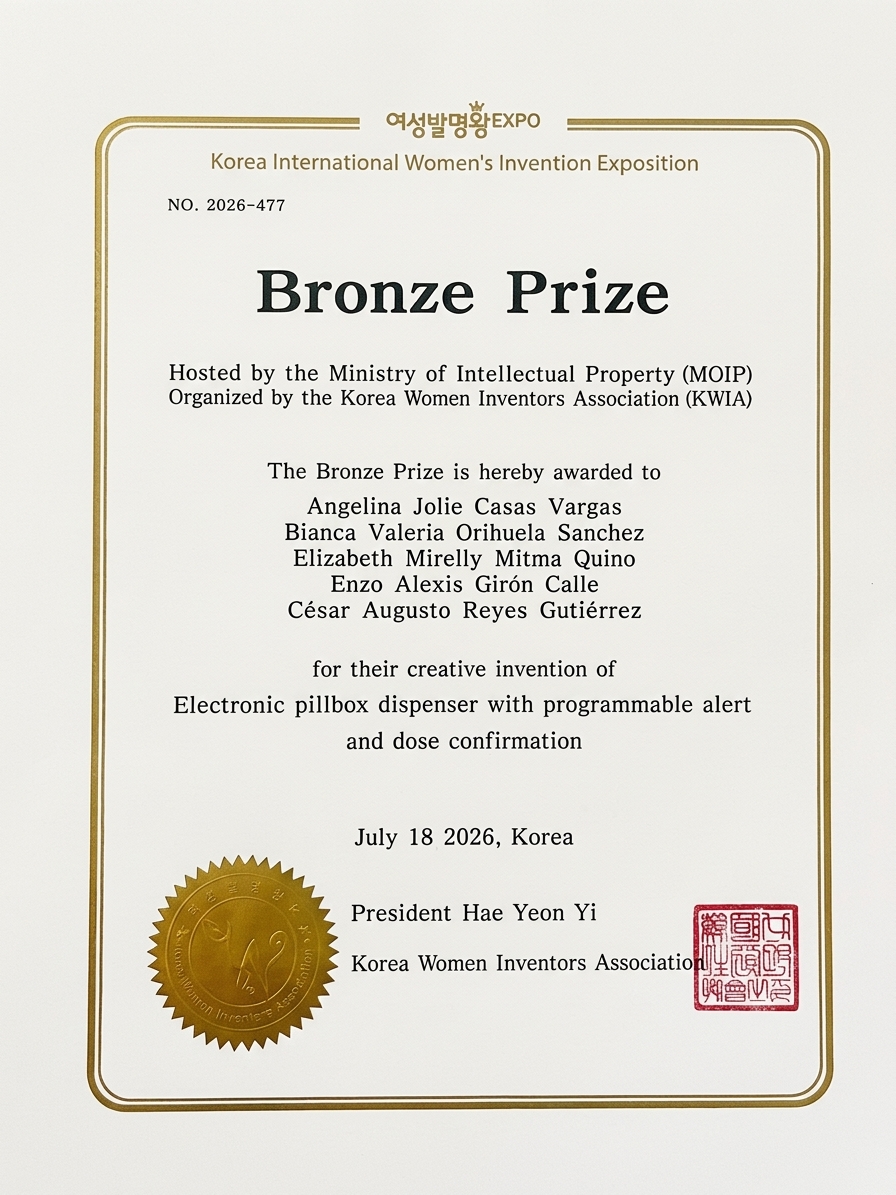 여성발명왕EXPO
Korea International Women's Invention Exposition
NO. 2026-477
Bronze Prize
Hosted by the Ministry of Intellectual Property (MOIP)
Organized by the Korea Women Inventors Association (KWIA)
The Bronze Prize is hereby awarded to
Angelina Jolie Casas Vargas
Bianca Valeria Orihuela Sanchez
Elizabeth Mirelly Mitma Quino
Enzo Alexis Girón Calle
César Augusto Reyes Gutiérrez
for their creative invention of
Electronic pillbox dispenser with programmable alert
and dose confirmation
July 18 2026, Korea
President Hae Yeon Yi
Korea Women Inventors Association